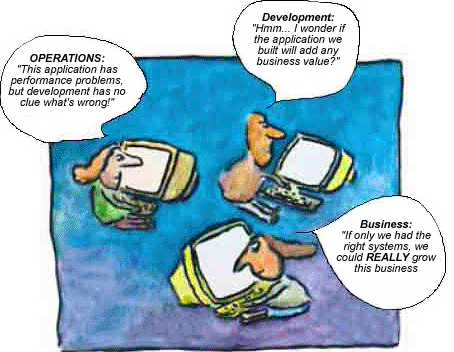 Development:
"Hmm... I wonder if
the application we
built will add any
business value?"
OPERATIONS:
"This application has
performance problems,
but development has no
clue what's wrong!"
Business:
"If only we had the
right systems, we
could REALLY grow
this business